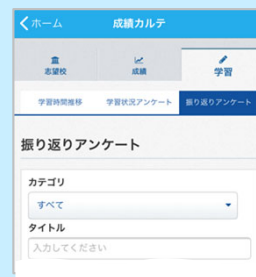 ホーム
成績カルテ
志望校
成績
学習
学習時間推移
学習状況アンケート
振り返りアンケート
振り返りアンケート
カテゴリ
すべて
タイトル
入力してください